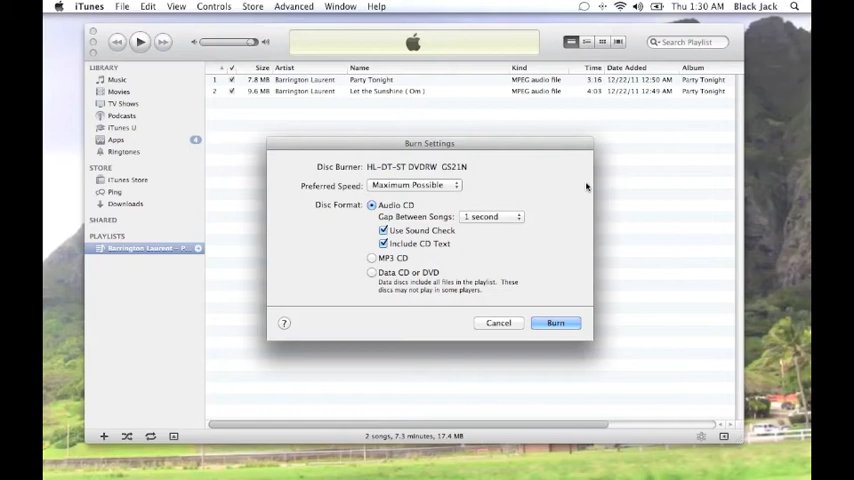 iTunes File Edit View Controls Store Advanced Window Help Thu 1:30 AM Black Jack
Search Playlist
LIBRARY
Music
Movies
TV Shows
Podcasts
iTunes U
Apps 4
Ringtones
STORE
iTunes Store
Ping
Downloads
SHARED
PLAYLISTS
Barrington Laurent – P...
Size Artist Name Kind Time Date Added Album
1 7.8 MB Barrington Laurent Party Tonight MPEG audio file 3:16 12/22/11 12:50 AM Party Tonight
2 9.6 MB Barrington Laurent Let the Sunshine ( Om ) MPEG audio file 4:03 12/22/11 12:49 AM Party Tonight
Burn Settings
Disc Burner: HL-DT-ST DVDRW GS21N
Preferred Speed: Maximum Possible
Disc Format: Audio CD
Gap Between Songs: 1 second
Use Sound Check
Include CD Text
MP3 CD
Data CD or DVD
Data discs include all files in the playlist. These
discs may not play in some players.
? Cancel Burn
2 songs, 7.3 minutes, 17.4 MB